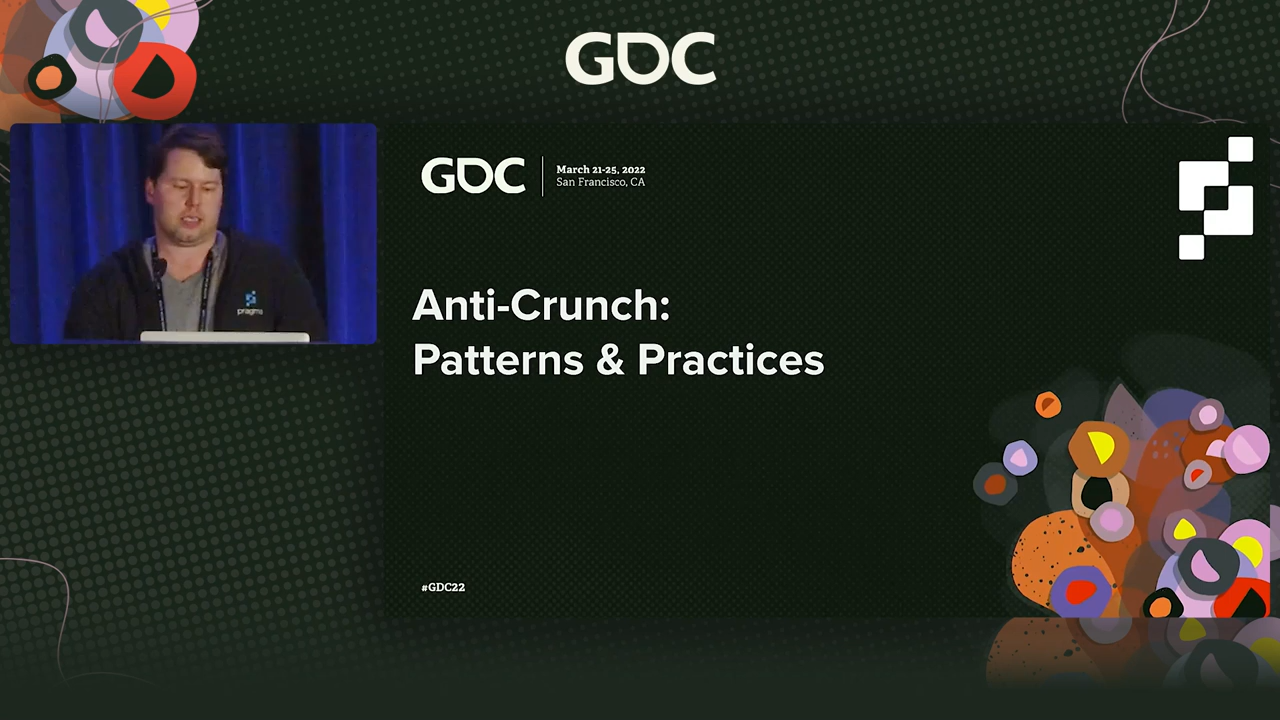 GDC
GDC
March 21-25, 2022
San Francisco, CA
Anti-Crunch:
Patterns & Practices
pragma
#GDC22